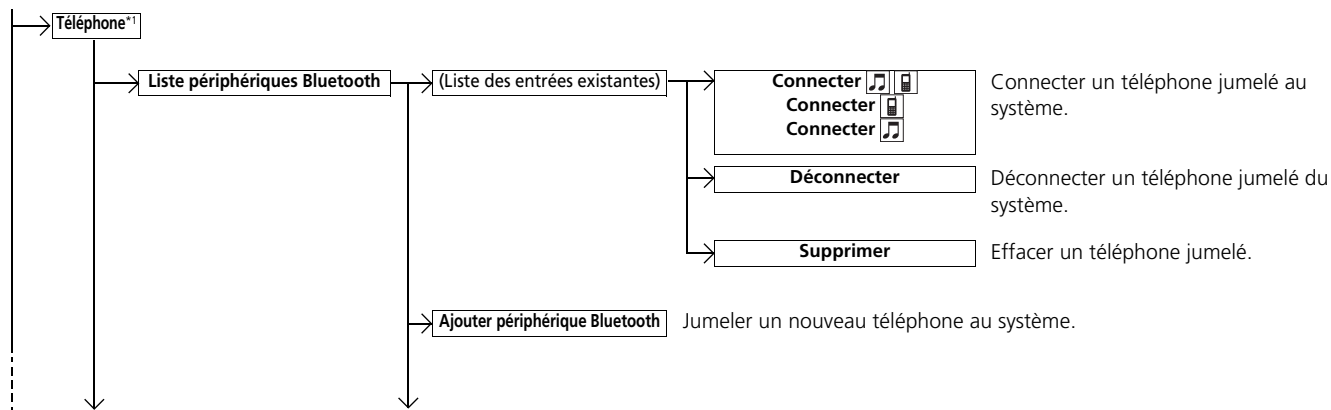 Téléphone*1
Liste périphériques Bluetooth
(Liste des entrées existantes)
Connecter
Connecter
Connecter
Connecter un téléphone jumelé au
système.
Déconnecter
Déconnecter un téléphone jumelé du
système.
Supprimer
Effacer un téléphone jumelé.
Ajouter périphérique Bluetooth
Jumeler un nouveau téléphone au système.